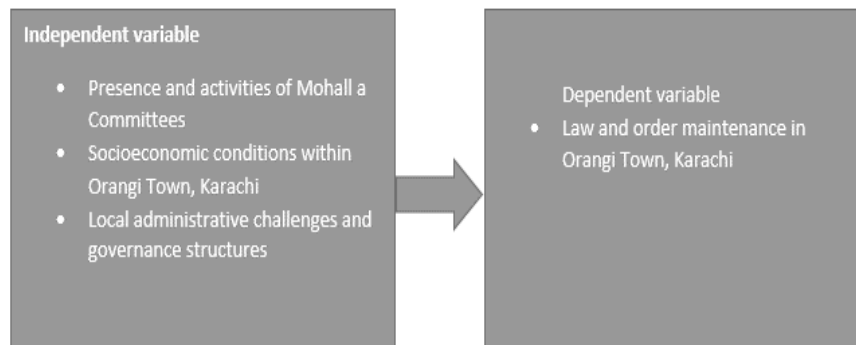 Independent variable
• Presence and activities of Mohall a
Committees
• Socioeconomic conditions within
Orangi Town, Karachi
• Local administrative challenges and
governance structures
Dependent variable
• Law and order maintenance in
Orangi Town, Karachi